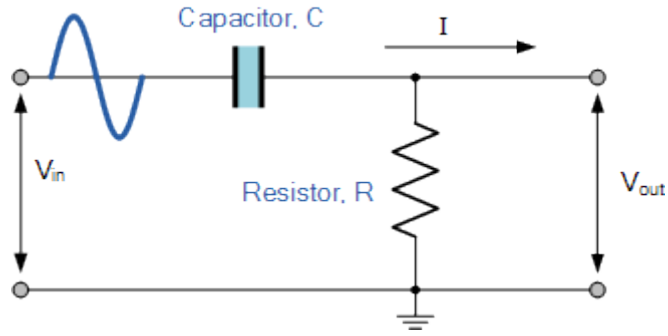 Capacitor, C
I
Vin
Resistor, R
Vout